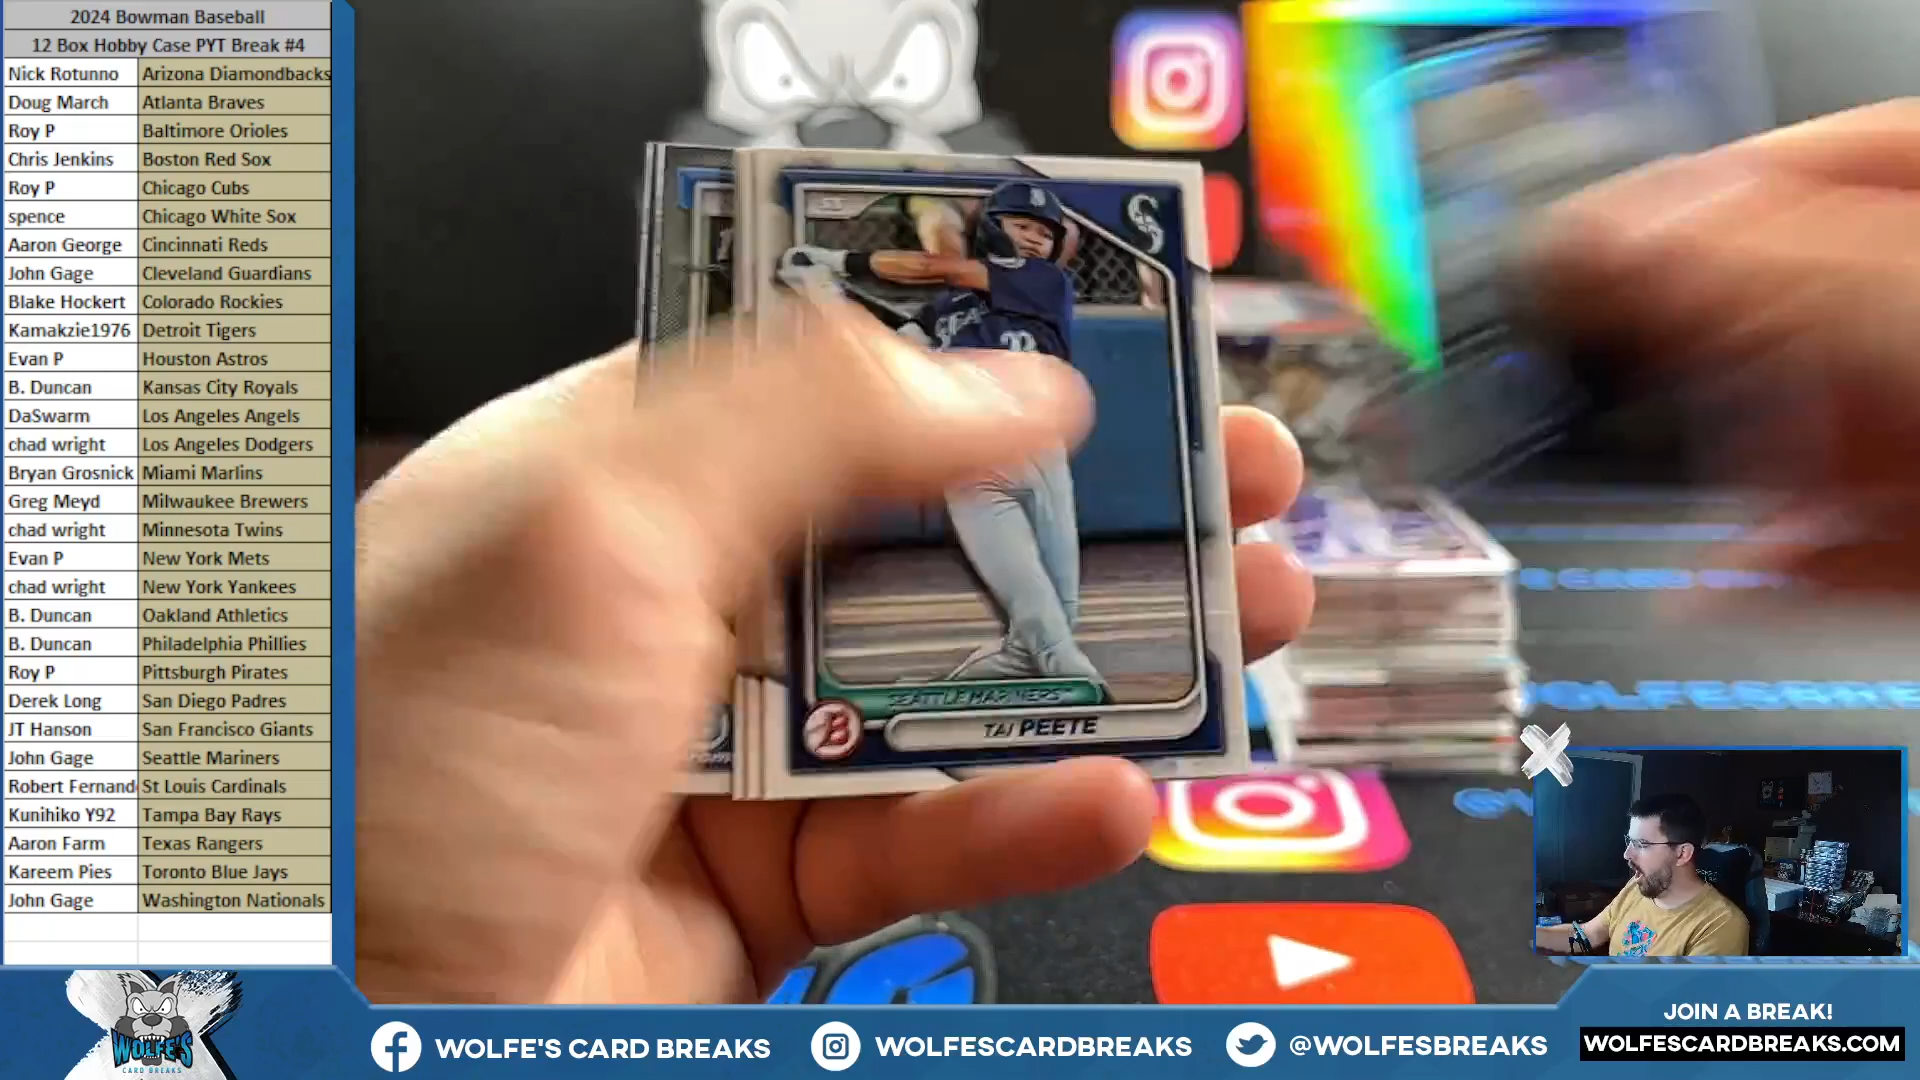 2024 Bowman Baseball
12 Box Hobby Case PYT Break #4
Nick Rotunno Arizona Diamondbacks
Doug March Atlanta Braves
Roy P Baltimore Orioles
Chris Jenkins Boston Red Sox
Roy P Chicago Cubs
spence Chicago White Sox
Aaron George Cincinnati Reds
John Gage Cleveland Guardians
Blake Hockert Colorado Rockies
Kamakzie1976 Detroit Tigers
Evan P Houston Astros
B. Duncan Kansas City Royals
DaSwarm Los Angeles Angels
chad wright Los Angeles Dodgers
Bryan Grosnick Miami Marlins
Greg Meyd Milwaukee Brewers
chad wright Minnesota Twins
Evan P New York Mets
chad wright New York Yankees
B. Duncan Oakland Athletics
B. Duncan Philadelphia Phillies
Roy P Pittsburgh Pirates
Derek Long San Diego Padres
JT Hanson San Francisco Giants
John Gage Seattle Mariners
Robert Fernand St Louis Cardinals
Kunihiko Y92 Tampa Bay Rays
Aaron Farm Texas Rangers
Kareem Pies Toronto Blue Jays
John Gage Washington Nationals
SEATTLE MARINERS
TAI PEETE
WOLFE'S
CARD BREAKS
WOLFE'S CARD BREAKS
WOLFESCARDBREAKS
@WOLFESBREAKS
JOIN A BREAK!
WOLFESCARDBREAKS.COM